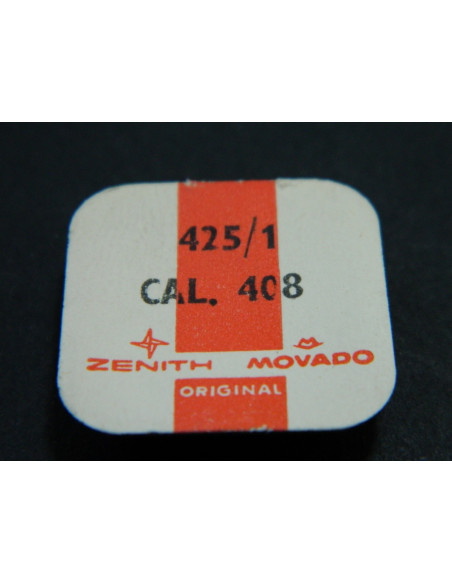 425/1
CAL. 408
ZENITH MOVADO
ORIGINAL